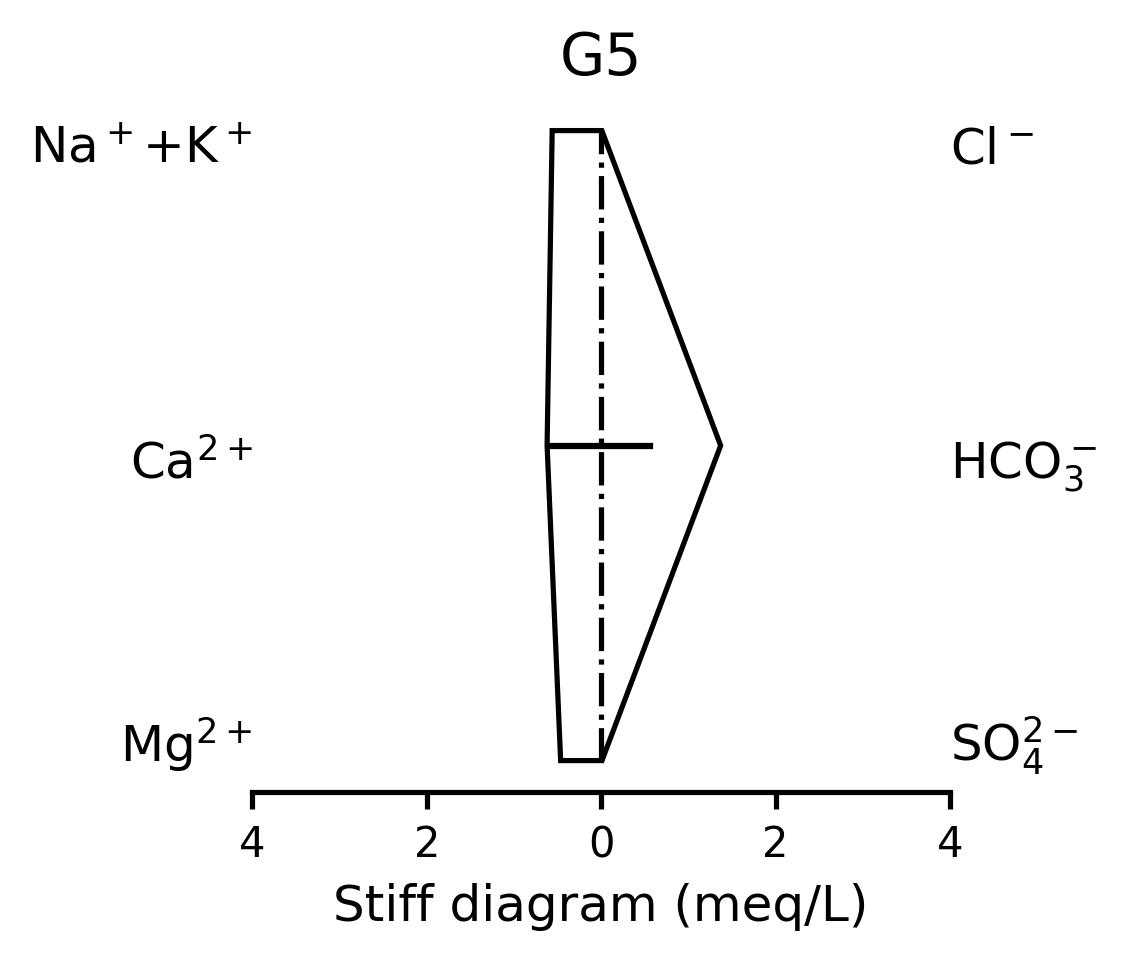 G5
Na⁺+K⁺ Cl⁻
Ca²⁺ HCO₃⁻
Mg²⁺ SO₄²⁻
4 2 0 2 4
Stiff diagram (meq/L)